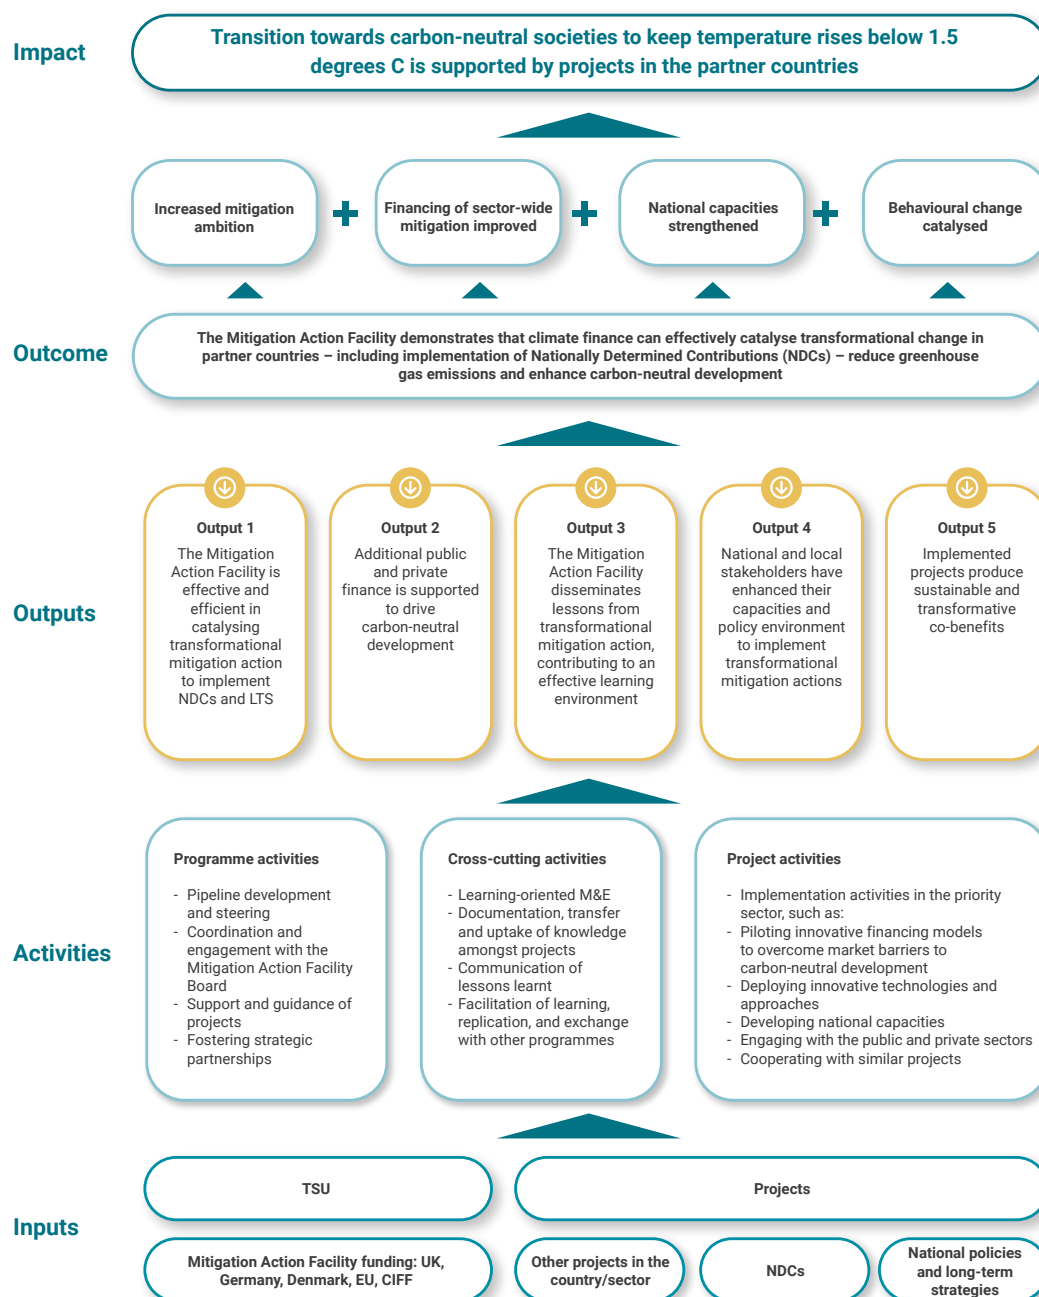 Impact
Transition towards carbon-neutral societies to keep temperature rises below 1.5
degrees C is supported by projects in the partner countries
Increased mitigation
ambition
Financing of sector-wide
mitigation improved
National capacities
strengthened
Behavioural change
catalysed
Outcome
The Mitigation Action Facility demonstrates that climate finance can effectively catalyse transformational change in
partner countries – including implementation of Nationally Determined Contributions (NDCs) – reduce greenhouse
gas emissions and enhance carbon-neutral development
Outputs
Output 1
The Mitigation
Action Facility is
effective and
efficient in
catalysing
transformational
mitigation action
to implement
NDCs and LTS
Output 2
Additional public
and private
finance is supported
to drive
carbon-neutral
development
Output 3
The Mitigation
Action Facility
disseminates
lessons from
transformational
mitigation action,
contributing to an
effective learning
environment
Output 4
National and local
stakeholders have
enhanced their
capacities and
policy environment
to implement
transformational
mitigation actions
Output 5
Implemented
projects produce
sustainable and
transformative
co-benefits
Activities
Programme activities
- Pipeline development
and steering
- Coordination and
engagement with the
Mitigation Action Facility
Board
- Support and guidance of
projects
- Fostering strategic
partnerships
Cross-cutting activities
- Learning-oriented M&E
- Documentation, transfer
and uptake of knowledge
amongst projects
- Communication of
lessons learnt
- Facilitation of learning,
replication, and exchange
with other programmes
Project activities
- Implementation activities in the priority
sector, such as:
- Piloting innovative financing models
to overcome market barriers to
carbon-neutral development
- Deploying innovative technologies and
approaches
- Developing national capacities
- Engaging with the public and private sectors
- Cooperating with similar projects
Inputs
TSU
Projects
Mitigation Action Facility funding: UK,
Germany, Denmark, EU, CIFF
Other projects in the
country/sector
NDCs
National policies
and long-term
strategies